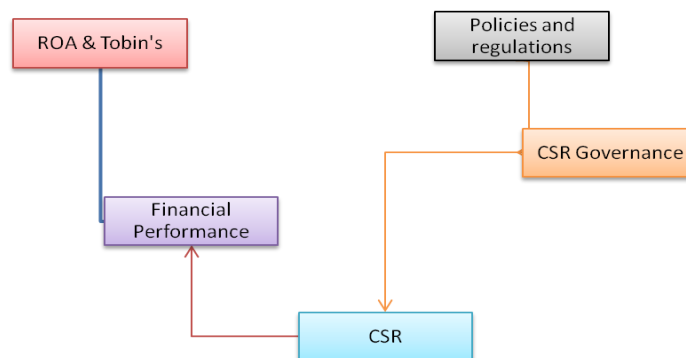 ROA & Tobin's
Policies and
regulations
CSR Governance
Financial
Performance
CSR